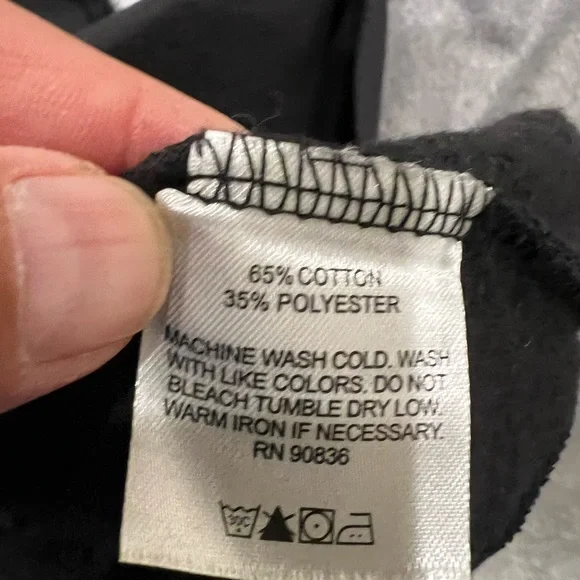 65% COTTON
35% POLYESTER
MACHINE WASH COLD. WASH
WITH LIKE COLORS. DO NOT
BLEACH TUMBLE DRY LOW.
WARM IRON IF NECESSARY.
RN 90836
30C